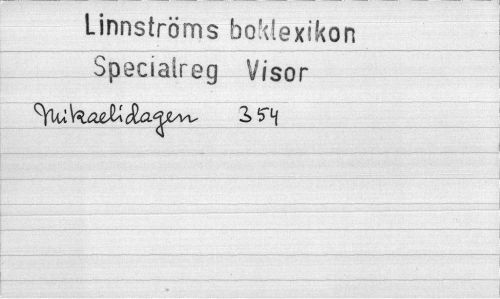 Linnströms boklexikon
Specialreg Visor
Mikaelidagen 354